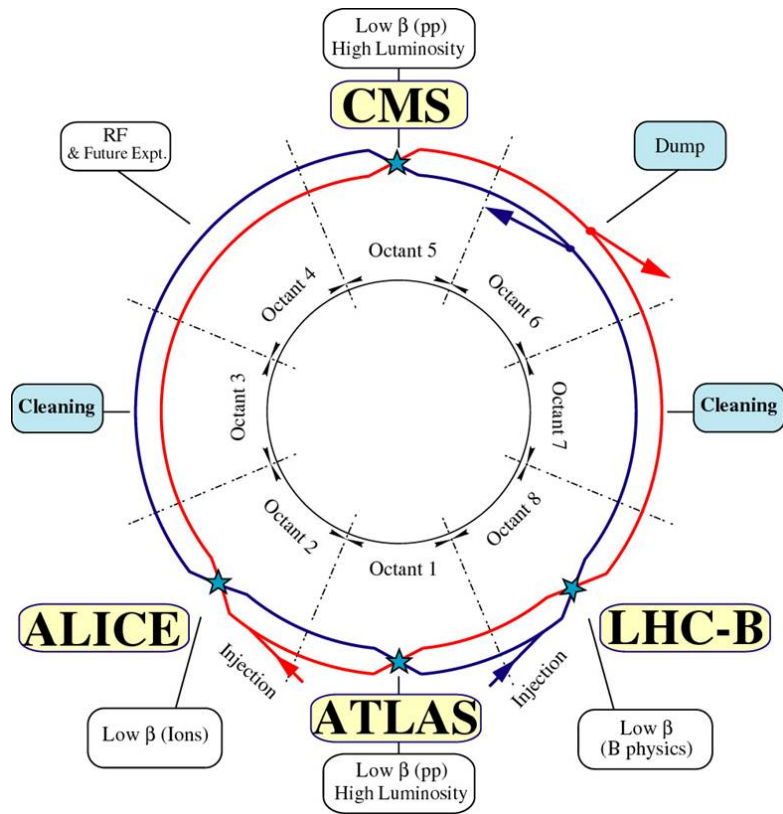 Low β (pp)
High Luminosity
CMS
RF
& Future Expt.
Dump
Octant 5
Octant 4
Octant 6
Cleaning
Octant 3
Octant 7
Cleaning
Octant 2
Octant 8
Octant 1
ALICE
LHC-B
Injection
Injection
ATLAS
Low β (Ions)
Low β
(B physics)
Low β (pp)
High Luminosity